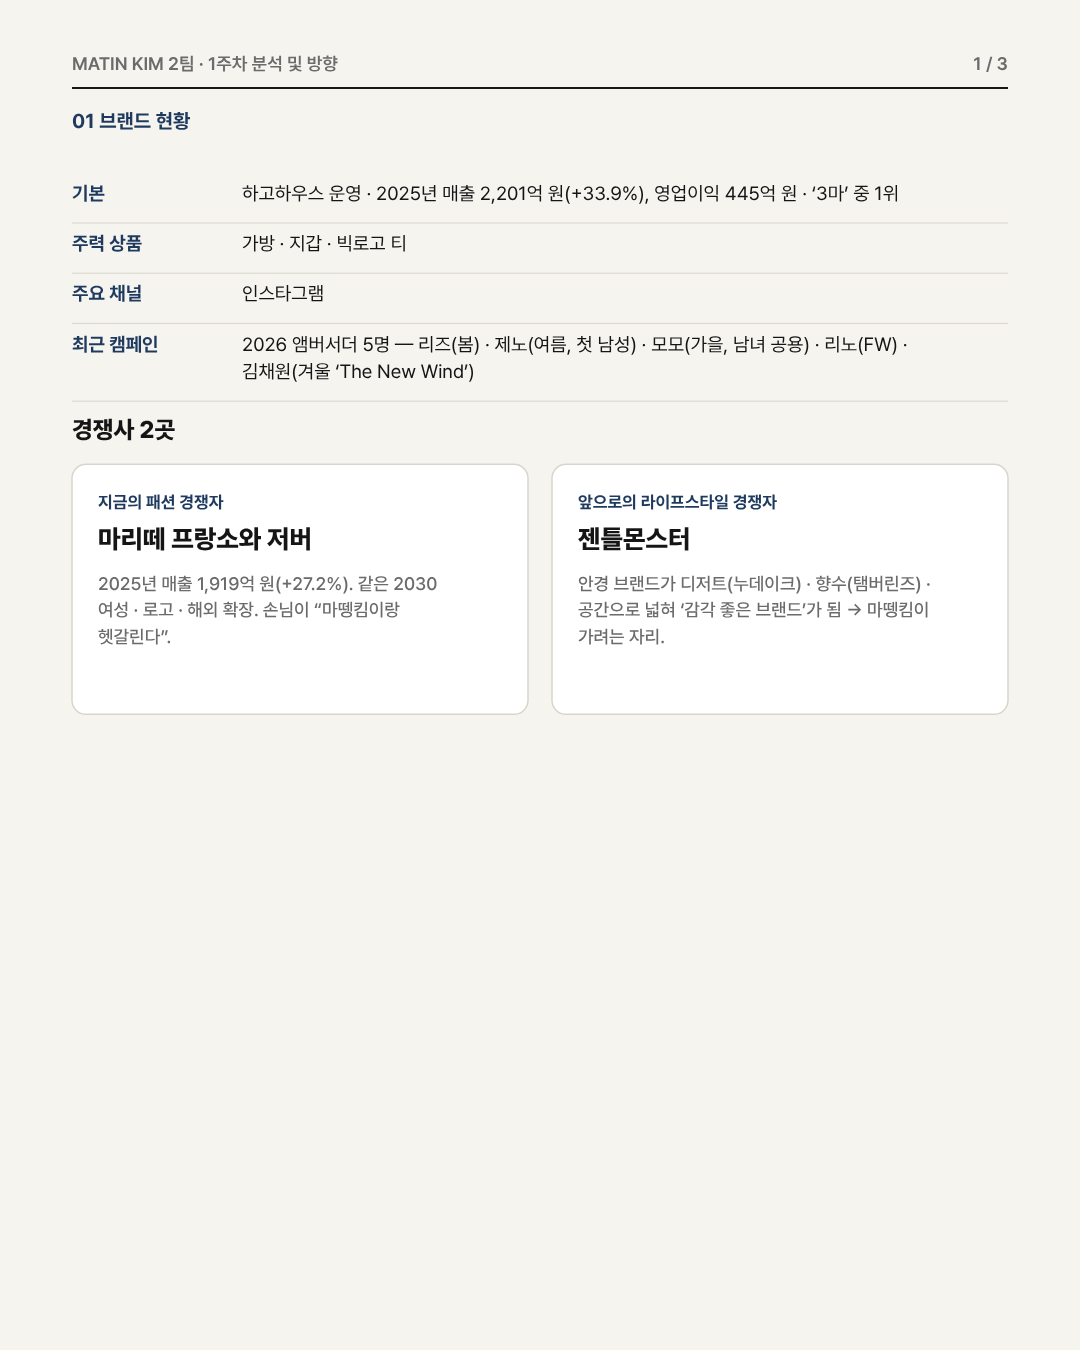 MATIN KIM 2팀 · 1주차 분석 및 방향
1 / 3
01 브랜드 현황
기본
하고하우스 운영 · 2025년 매출 2,201억 원(+33.9%), 영업이익 445억 원 · ‘3마’ 중 1위
주력 상품
가방 · 지갑 · 빅로고 티
주요 채널
인스타그램
최근 캠페인
2026 앰버서더 5명 — 리즈(봄) · 제노(여름, 첫 남성) · 모모(가을, 남녀 공용) · 리노(FW) ·
김채원(겨울 ‘The New Wind’)
경쟁사 2곳
지금의 패션 경쟁자
마리떼 프랑소와 저버
2025년 매출 1,919억 원(+27.2%). 같은 2030
여성 · 로고 · 해외 확장. 손님이 “마뗑킴이랑
헷갈린다”.
앞으로의 라이프스타일 경쟁자
젠틀몬스터
안경 브랜드가 디저트(누데이크) · 향수(탬버린즈) ·
공간으로 넓혀 ‘감각 좋은 브랜드’가 됨 → 마뗑킴이
가려는 자리.